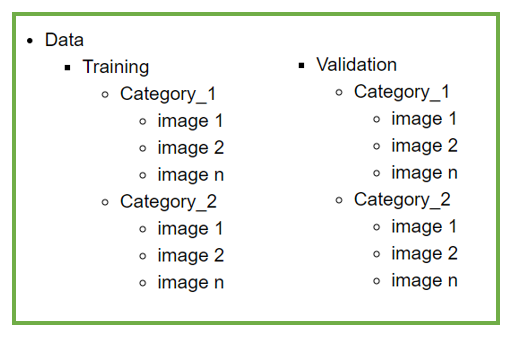 Data
Training
Category_1
image 1
image 2
image n
Category_2
image 1
image 2
image n
Validation
Category_1
image 1
image 2
image n
Category_2
image 1
image 2
image n